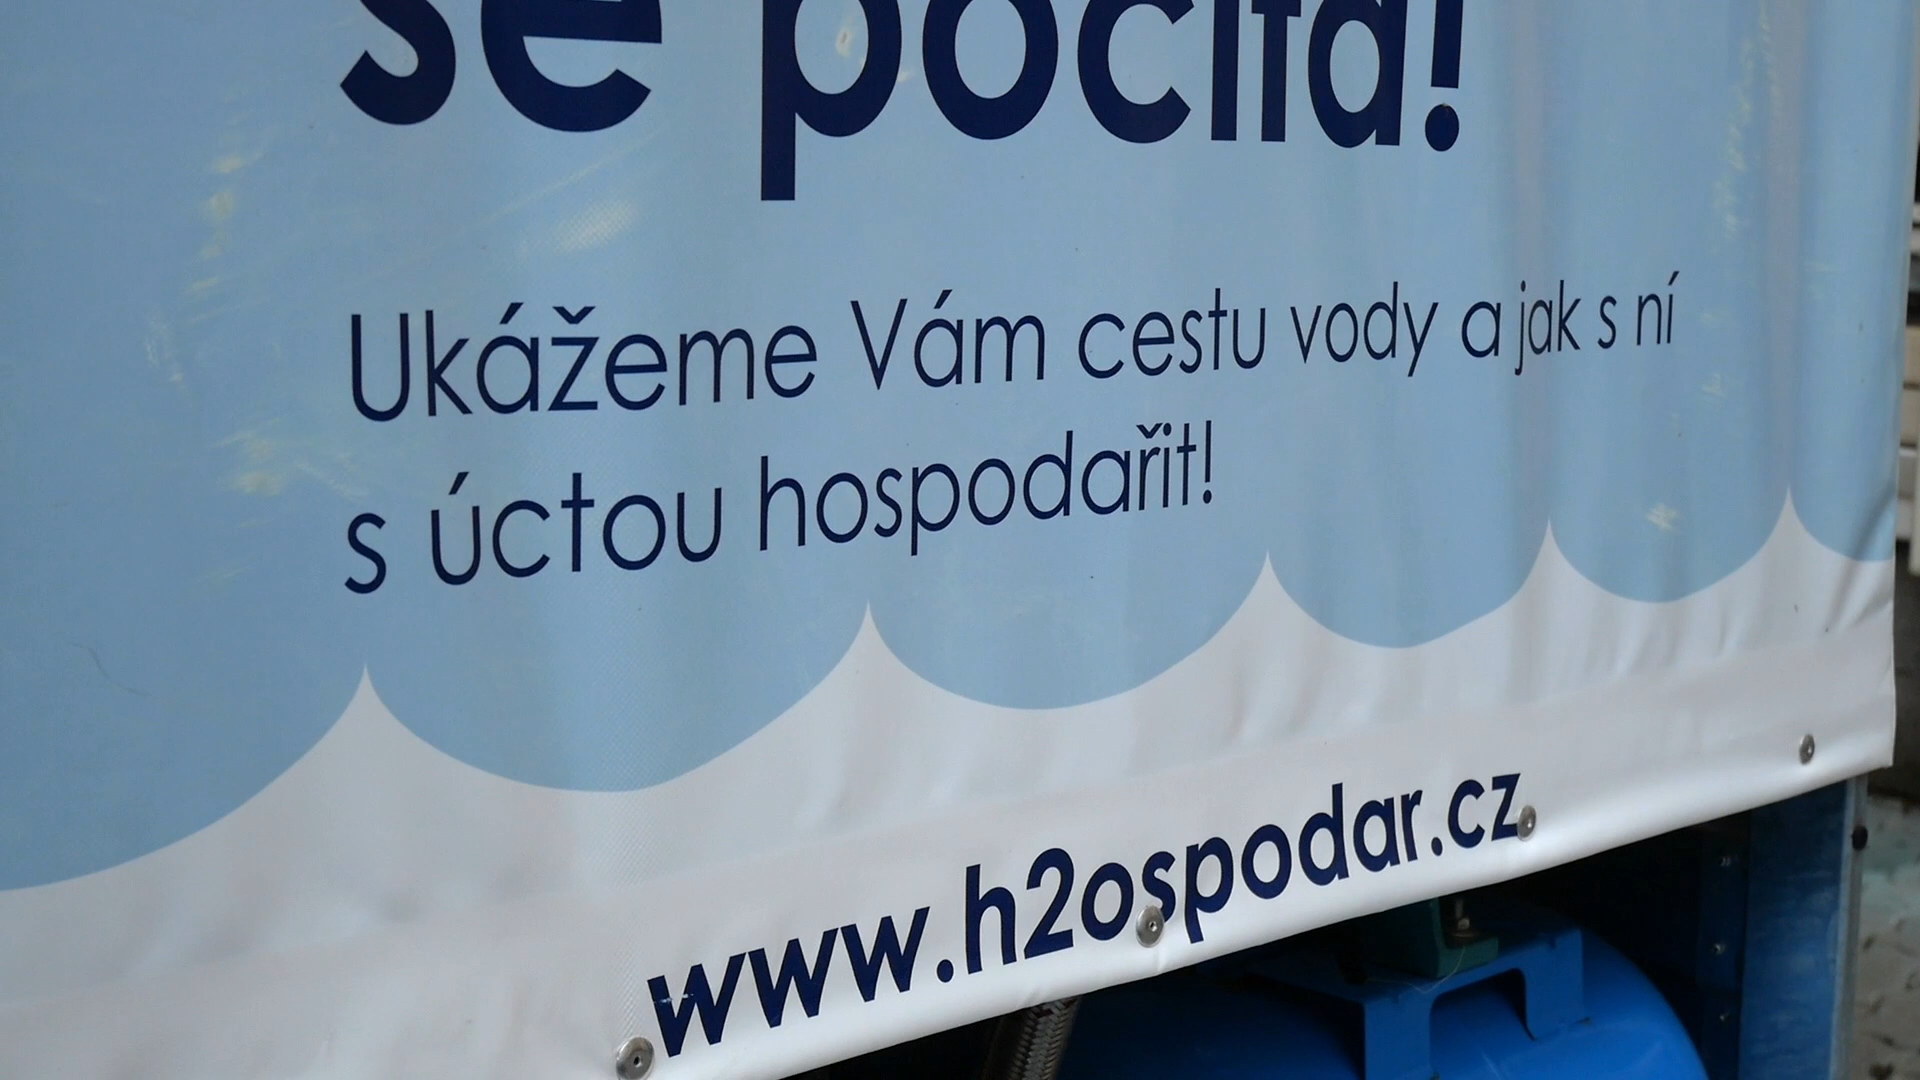 se počítá!
Ukážeme Vám cestu vody a jak s ní
s úctou hospodařit!
www.h2ospodar.cz